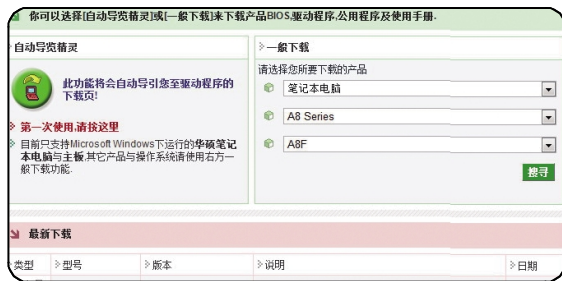 你可以选择[自动导览精灵]或[一般下载]来下载产品BIOS,驱动程序,公用程序及使用手册.
自动导览精灵
此功能将会自动导引您至驱动程序的
下载页!
第一次使用,请按这里
目前只支持Microsoft Windows下运行的华硕笔记
本电脑与主板,其它产品与操作系统请使用右方一
般下载功能.
一般下载
请选择您所要下载的产品
笔记本电脑
A8 Series
A8F
搜寻
最新下载
类型 型号 版本 说明 日期